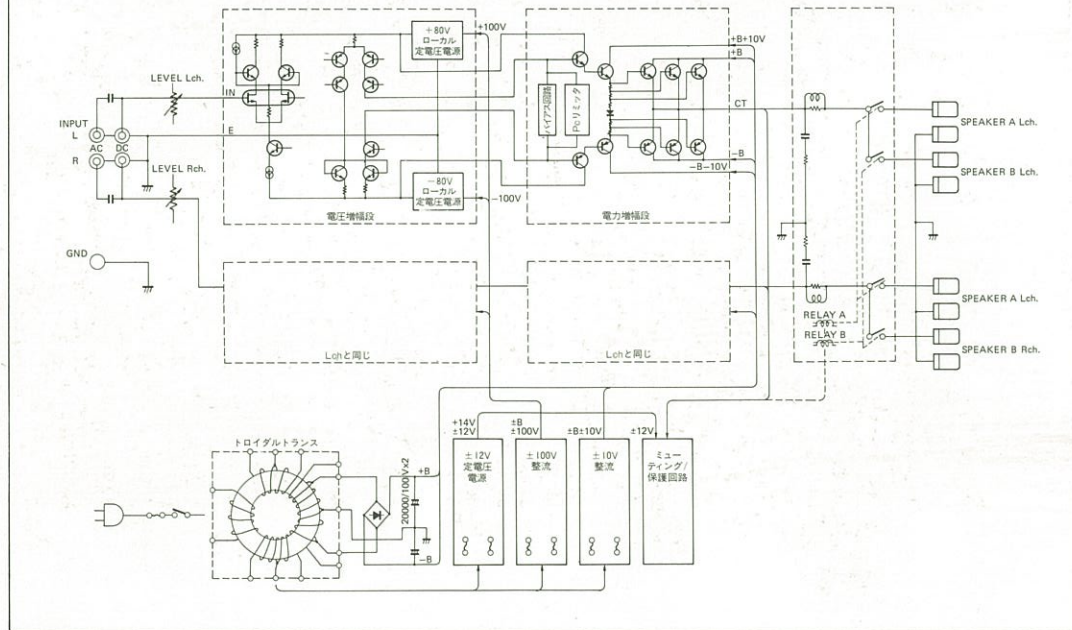 +80V
ローカル
定電圧電源
+100V
+B+10V
+B
LEVEL Lch.
IN
バイアス回路
Pcリミッタ
CT
INPUT
L
AC
DC
E
R
SPEAKER A Lch.
SPEAKER B Lch.
−B
−B−10V
LEVEL Rch.
−80V
ローカル
定電圧電源
−100V
電圧増幅段
電力増幅段
GND
SPEAKER A Lch.
RELAY A
RELAY B
SPEAKER B Rch.
Lchと同じ
Lchと同じ
トロイダルトランス
+14V
±12V
±B
±100V
±B±10V
±12V
+B
20000/100V×2
−B
±12V
定電圧
電源
±100V
整流
±10V
整流
ミュー
ティング/
保護回路